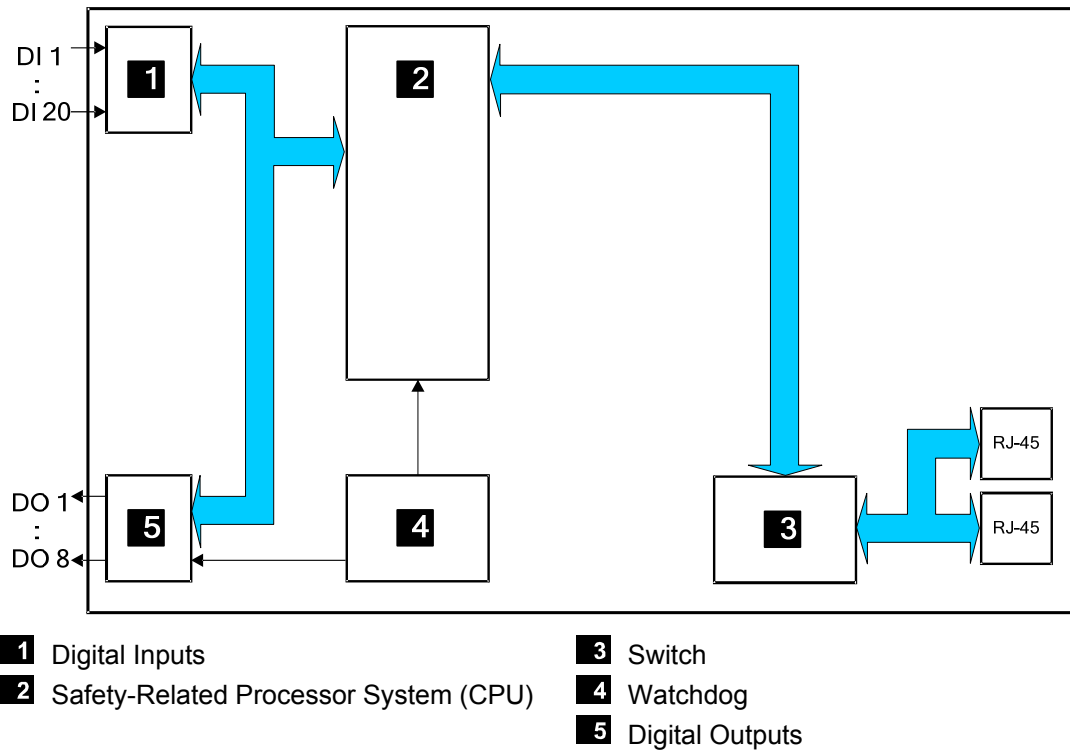 DI 1
:
DI 20
1
2
RJ-45
RJ-45
DO 1
:
DO 8
5
4
3
1 Digital Inputs
2 Safety-Related Processor System (CPU)
3 Switch
4 Watchdog
5 Digital Outputs